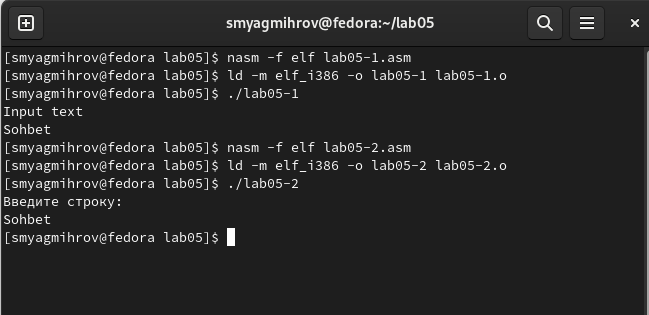 smyagmihrov@fedora:~/lab05
[smyagmihrov@fedora lab05]$ nasm -f elf lab05-1.asm
[smyagmihrov@fedora lab05]$ ld -m elf_i386 -o lab05-1 lab05-1.o
[smyagmihrov@fedora lab05]$ ./lab05-1
Input text
Sohbet
[smyagmihrov@fedora lab05]$ nasm -f elf lab05-2.asm
[smyagmihrov@fedora lab05]$ ld -m elf_i386 -o lab05-2 lab05-2.o
[smyagmihrov@fedora lab05]$ ./lab05-2
Введите строку:
Sohbet
[smyagmihrov@fedora lab05]$